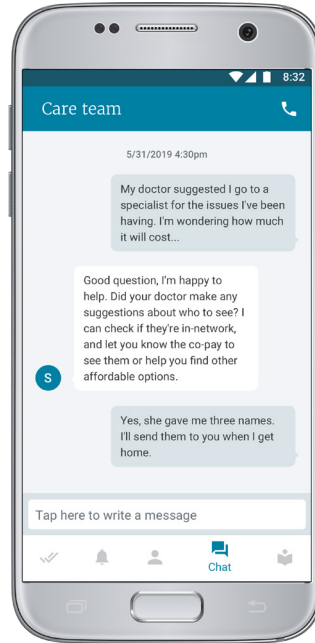 8:32
Care team
5/31/2019 4:30pm
My doctor suggested I go to a
specialist for the issues I've been
having. I'm wondering how much
it will cost...
Good question, I'm happy to
help. Did your doctor make any
suggestions about who to see? I
can check if they're in-network,
and let you know the co-pay to
see them or help you find other
affordable options.
S
Yes, she gave me three names.
I'll send them to you when I get
home.
Tap here to write a message
Chat